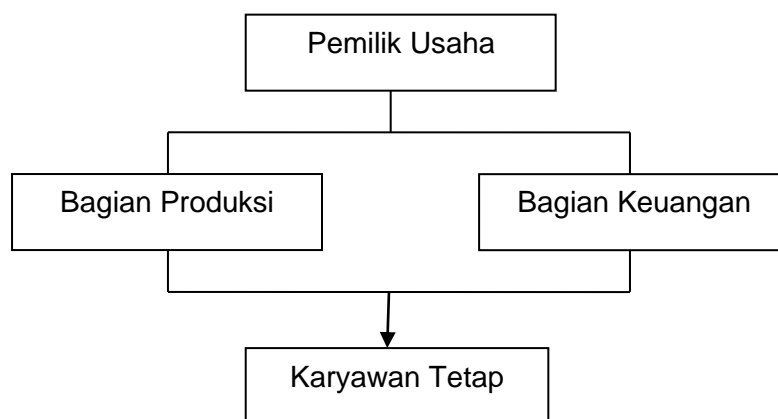 Pemilik Usaha
Bagian Produksi
Bagian Keuangan
Karyawan Tetap